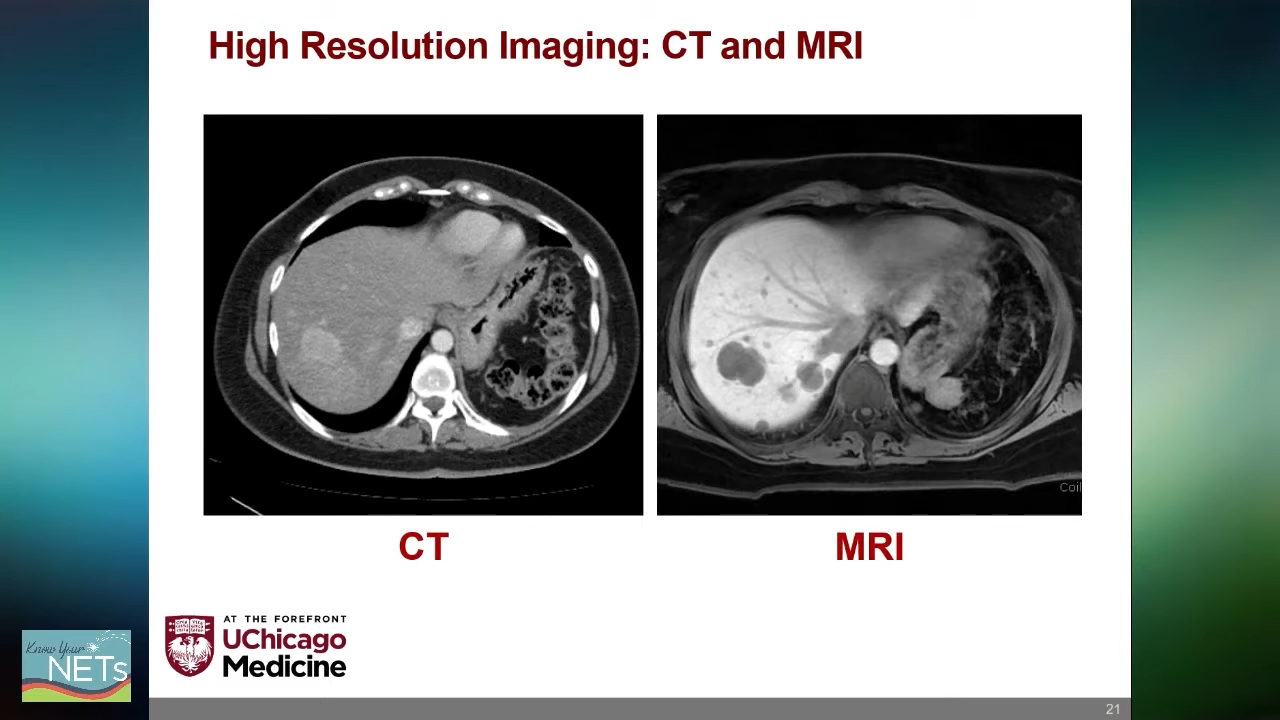 High Resolution Imaging: CT and MRI
Coil
CT
MRI
AT THE FOREFRONT
UChicago
Medicine
Know Your
NETs
21